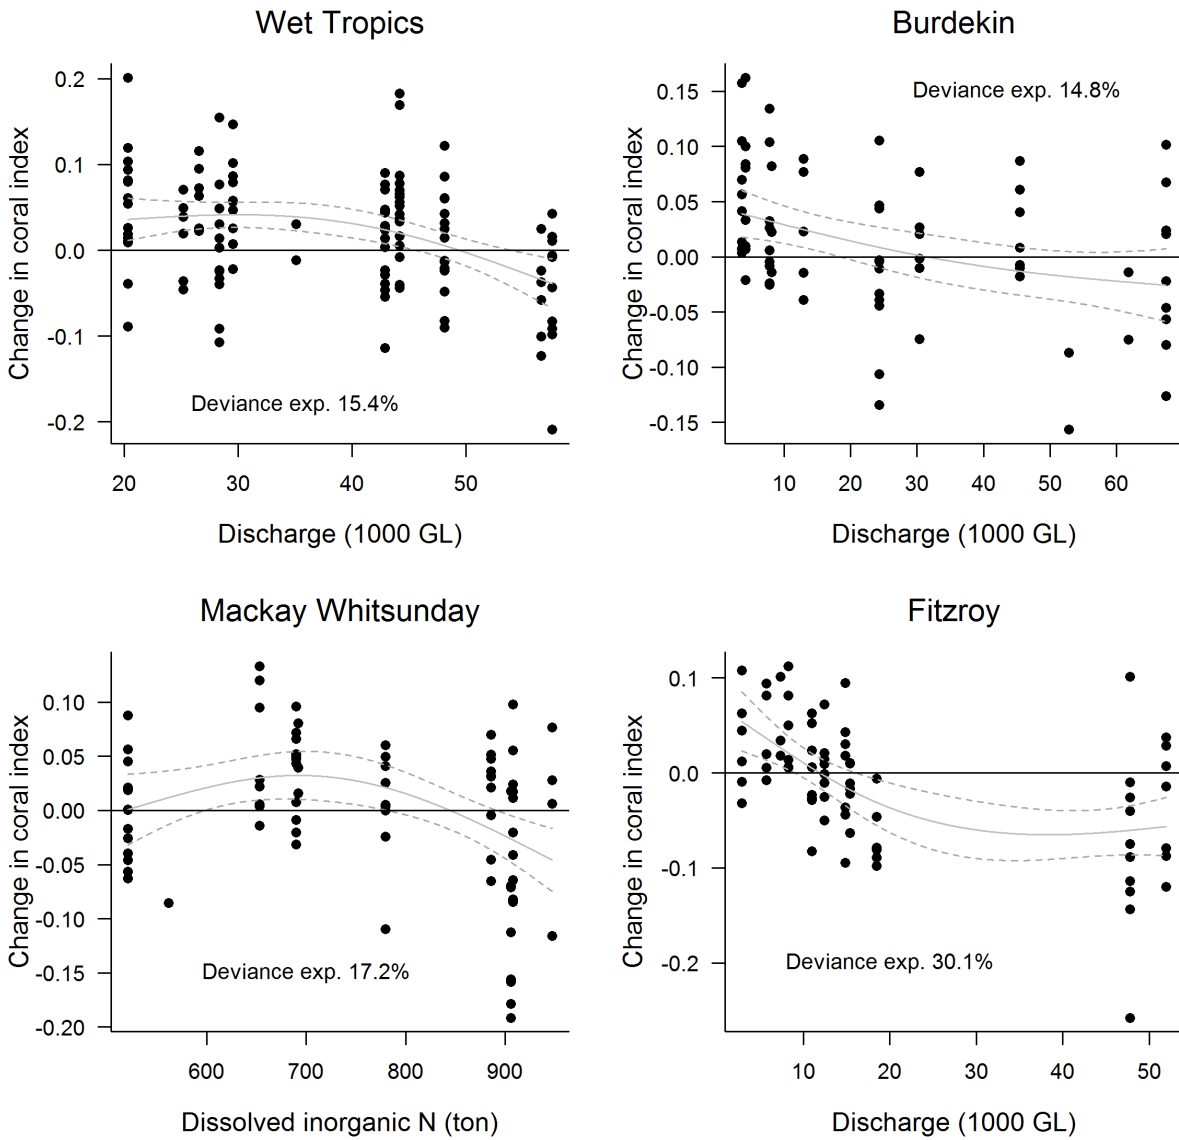 Wet Tropics
Change in coral index
0.2
0.1
0.0
-0.1
-0.2
Deviance exp. 15.4%
20 30 40 50
Discharge (1000 GL)
Burdekin
Change in coral index
0.15
0.10
0.05
0.00
-0.05
-0.10
-0.15
Deviance exp. 14.8%
10 20 30 40 50 60
Discharge (1000 GL)
Mackay Whitsunday
Change in coral index
0.10
0.05
0.00
-0.05
-0.10
-0.15
-0.20
Deviance exp. 17.2%
600 700 800 900
Dissolved inorganic N (ton)
Fitzroy
Change in coral index
0.1
0.0
-0.1
-0.2
Deviance exp. 30.1%
10 20 30 40 50
Discharge (1000 GL)